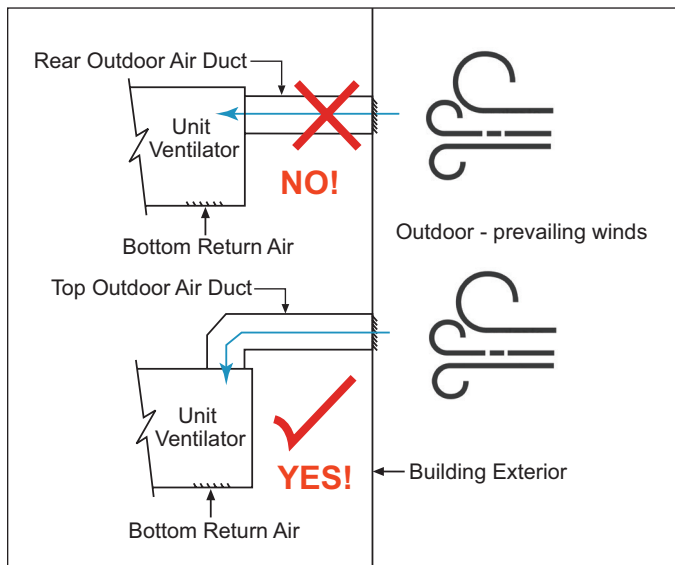 Rear Outdoor Air Duct
Unit
Ventilator
NO!
Bottom Return Air
Outdoor - prevailing winds
Top Outdoor Air Duct
Unit
Ventilator
YES!
Building Exterior
Bottom Return Air